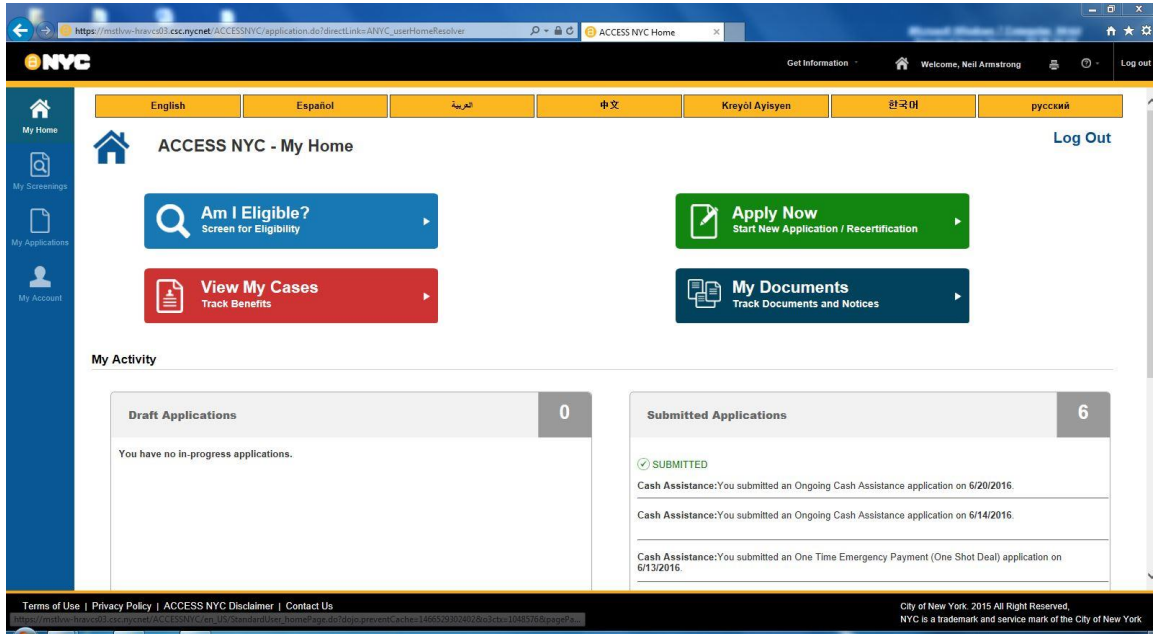 https://mstlvw-hravcs03.csc.nycnet/ACCESSNYC/application.do?directLink=ANYC_userHomeResolver
ACCESS NYC Home
NYC
Get Information
Welcome, Neil Armstrong
Log out
English
Español
العربية
中文
Kreyòl Ayisyen
한국어
русский
My Home
My Screenings
My Applications
My Account
ACCESS NYC - My Home
Log Out
Am I Eligible?
Screen for Eligibility
Apply Now
Start New Application / Recertification
View My Cases
Track Benefits
My Documents
Track Documents and Notices
My Activity
Draft Applications
0
You have no in-progress applications.
Submitted Applications
6
SUBMITTED
Cash Assistance:You submitted an Ongoing Cash Assistance application on 6/20/2016.
Cash Assistance:You submitted an Ongoing Cash Assistance application on 6/14/2016.
Cash Assistance:You submitted an One Time Emergency Payment (One Shot Deal) application on
6/13/2016.
Terms of Use | Privacy Policy | ACCESS NYC Disclaimer | Contact Us
City of New York. 2015 All Right Reserved,
NYC is a trademark and service mark of the City of New York